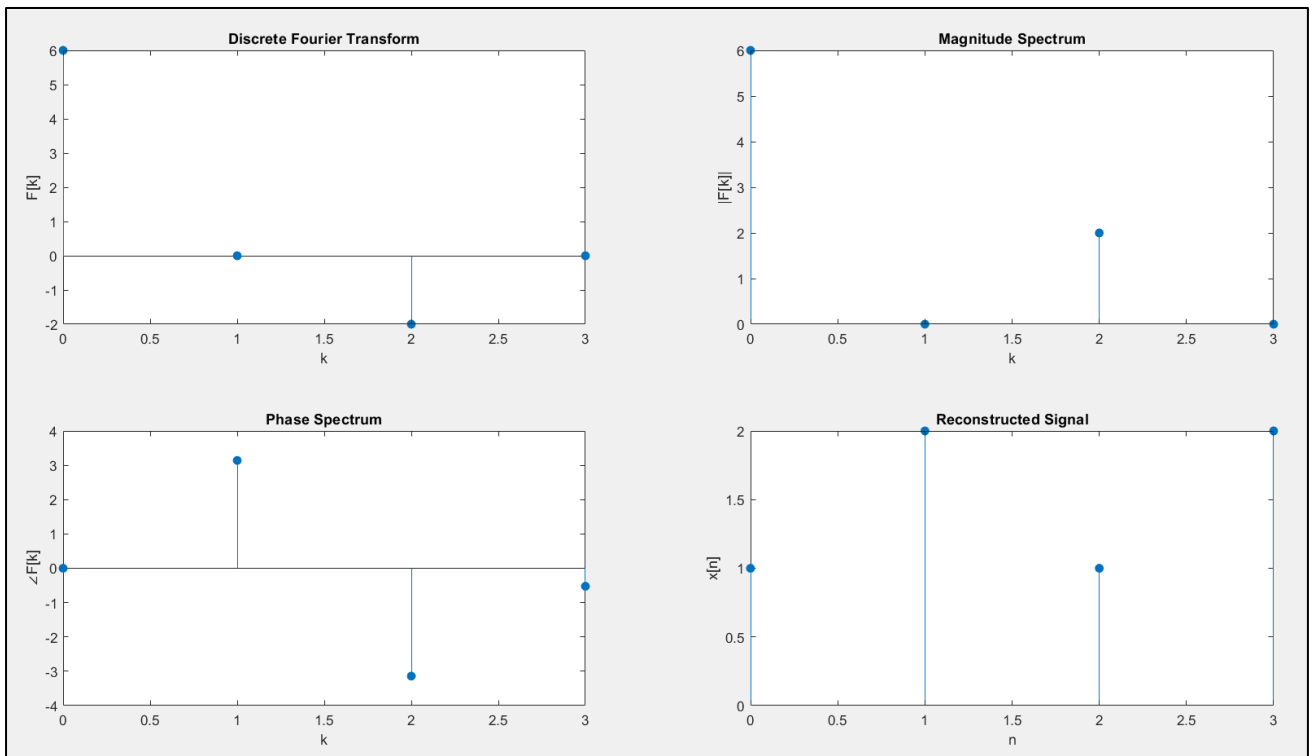 Discrete Fourier Transform
6
5
4
3
2
1
0
-1
-2
F[k]
0 0.5 1 1.5 2 2.5 3
k
Magnitude Spectrum
6
5
4
3
2
1
0
|F[k]|
0 0.5 1 1.5 2 2.5 3
k
Phase Spectrum
4
3
2
1
0
-1
-2
-3
-4
∠F[k]
0 0.5 1 1.5 2 2.5 3
k
Reconstructed Signal
2
1.5
1
0.5
0
x[n]
0 0.5 1 1.5 2 2.5 3
n